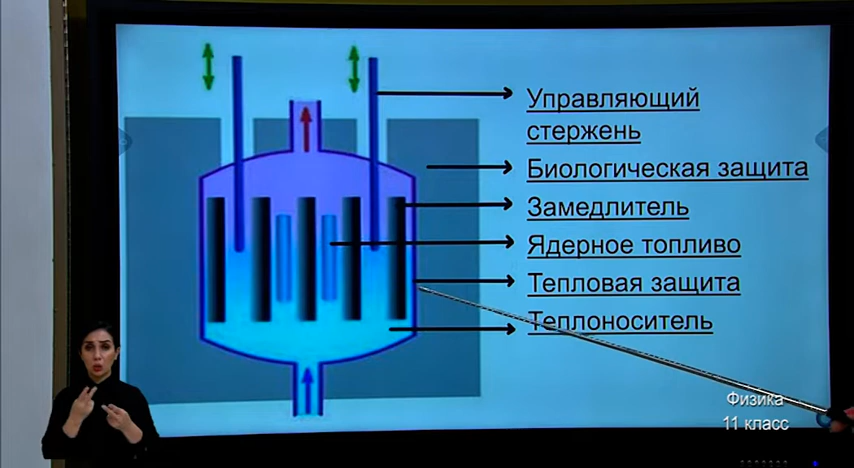 Управляющий
стержень
Биологическая защита
Замедлитель
Ядерное топливо
Тепловая защита
Теплоноситель
Физика
11 класс